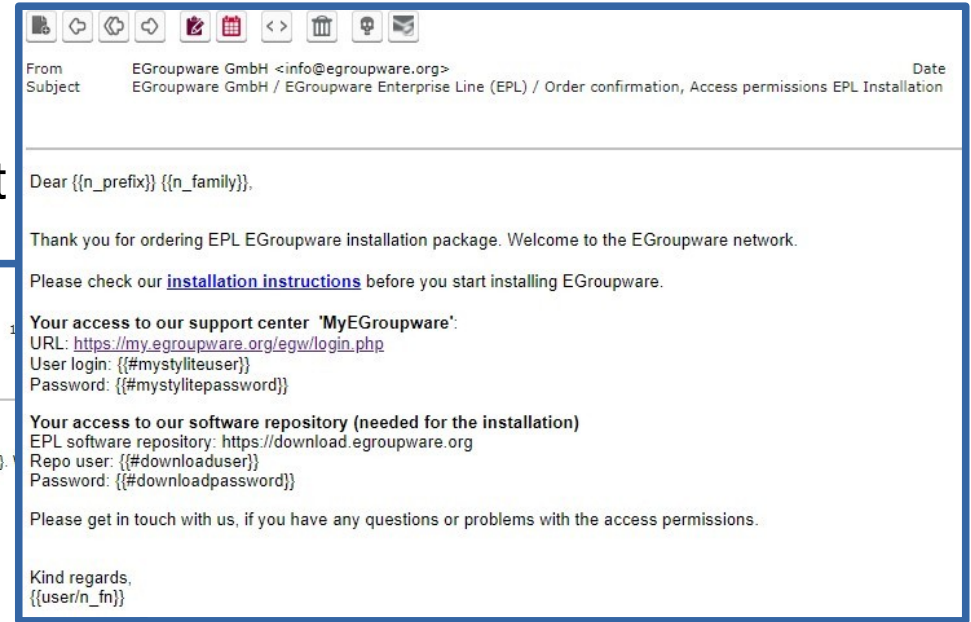 From EGroupware GmbH <info@egroupware.org> Date
Subject EGroupware GmbH / EGroupware Enterprise Line (EPL) / Order confirmation, Access permissions EPL Installation
t
Dear {{n_prefix}} {{n_family}},
Thank you for ordering EPL EGroupware installation package. Welcome to the EGroupware network.
Please check our installation instructions before you start installing EGroupware.
Your access to our support center 'MyEGroupware':
1
URL: https://my.egroupware.org/egw/login.php
User login: {{#mystyliteuser}}
Password: {{#mystylitepassword}}
Your access to our software repository (needed for the installation)
EPL software repository: https://download.egroupware.org
}.
Repo user: {{#downloaduser}}
Password: {{#downloadpassword}}
Please get in touch with us, if you have any questions or problems with the access permissions.
Kind regards,
{{user/n_fn}}